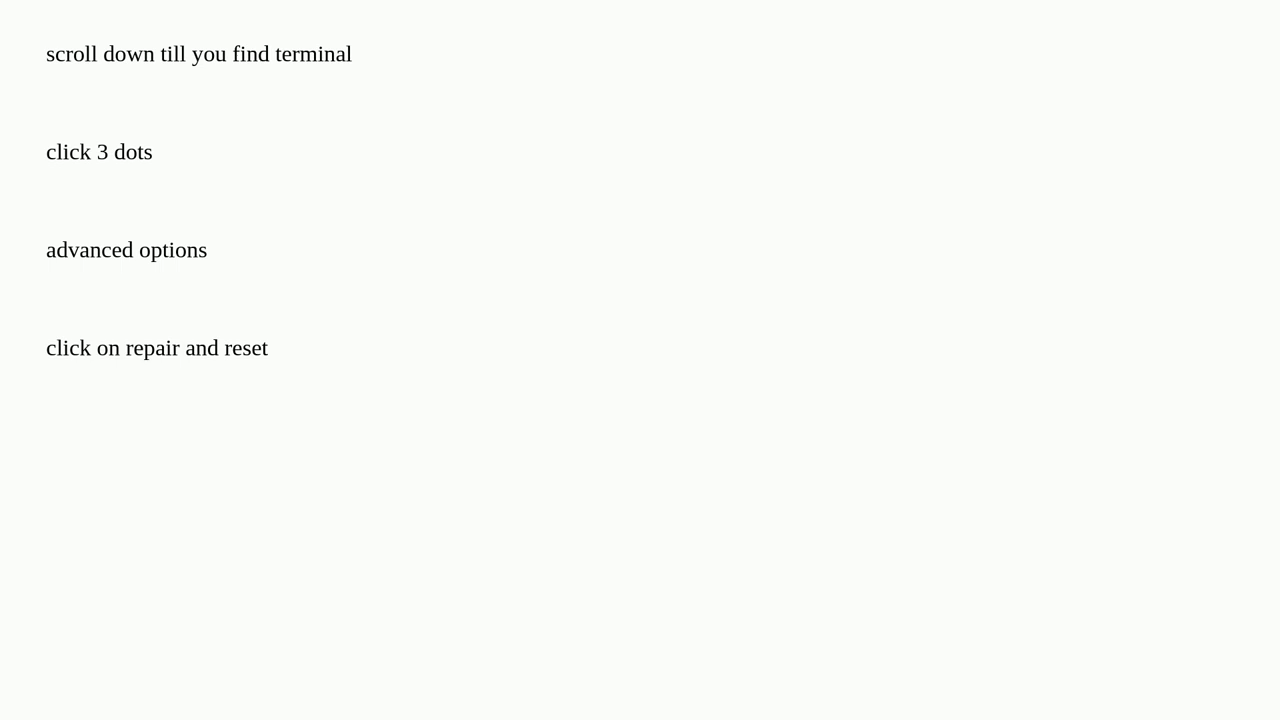 scroll down till you find terminal
click 3 dots
advanced options
click on repair and reset